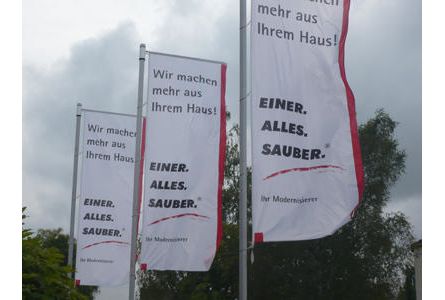 Wir machen
mehr aus
Ihrem Haus!
EINER.
ALLES.
SAUBER.®
Ihr Modernisierer
Wir machen
mehr aus
Ihrem Haus!
EINER.
ALLES.
SAUBER.®
Ihr Modernisierer
machen
mehr aus
Ihrem Haus!
EINER.
ALLES.
SAUBER.®
Ihr Modernisierer